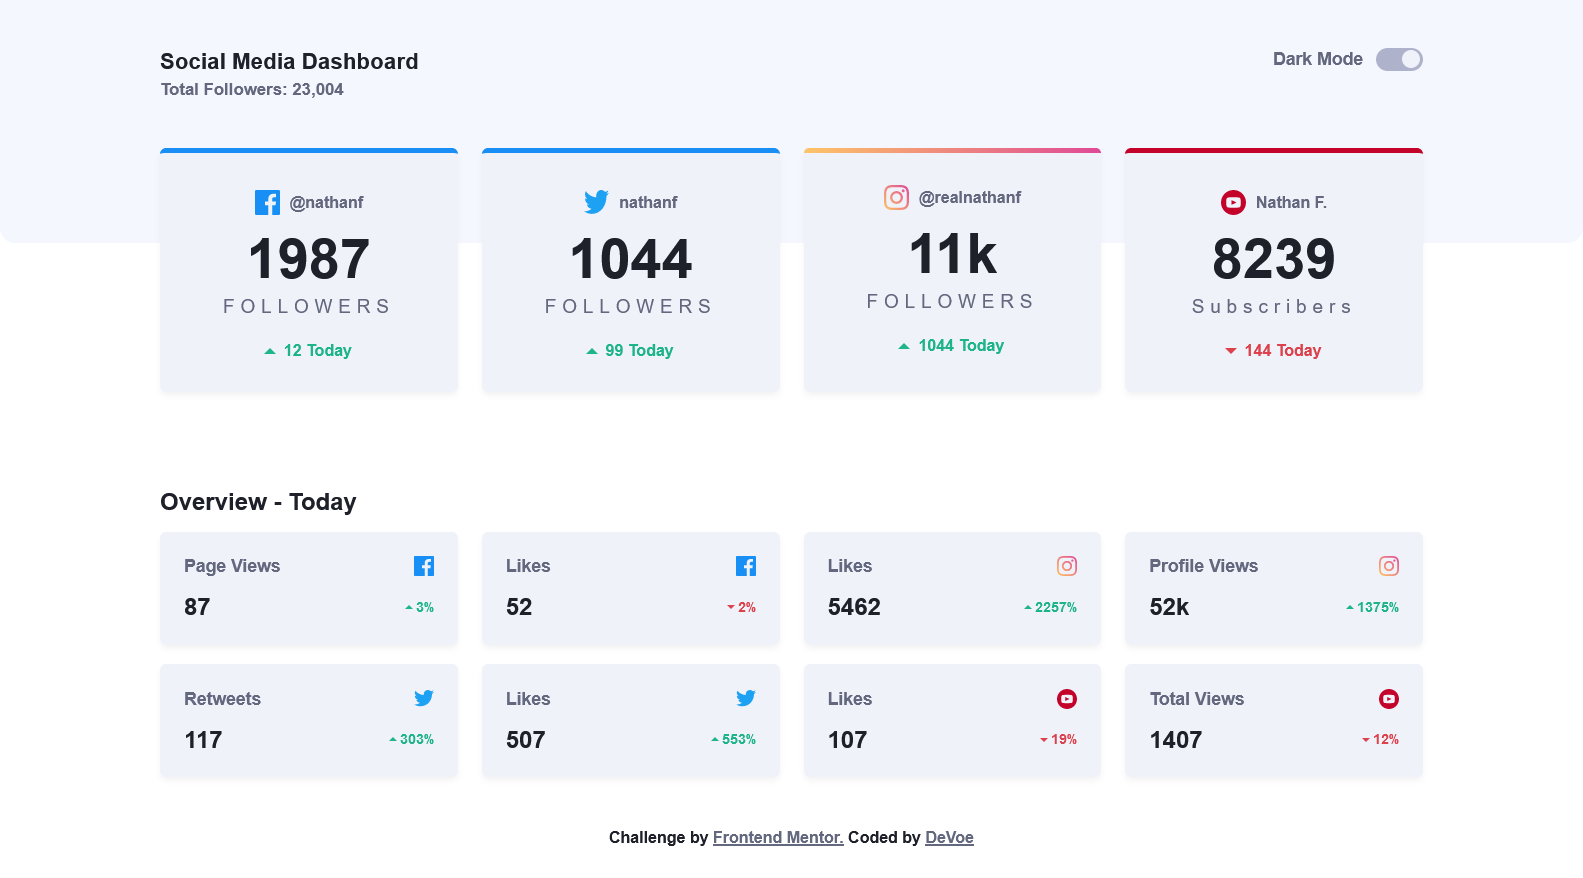 Social Media Dashboard
Total Followers: 23,004
Dark Mode
@nathanf
1987
FOLLOWERS
12 Today
nathanf
1044
FOLLOWERS
99 Today
@realnathanf
11k
FOLLOWERS
1044 Today
Nathan F.
8239
Subscribers
144 Today
Overview - Today
Page Views
87
3%
Likes
52
2%
Likes
5462
2257%
Profile Views
52k
1375%
Retweets
117
303%
Likes
507
553%
Likes
107
19%
Total Views
1407
12%
Challenge by Frontend Mentor. Coded by DeVoe